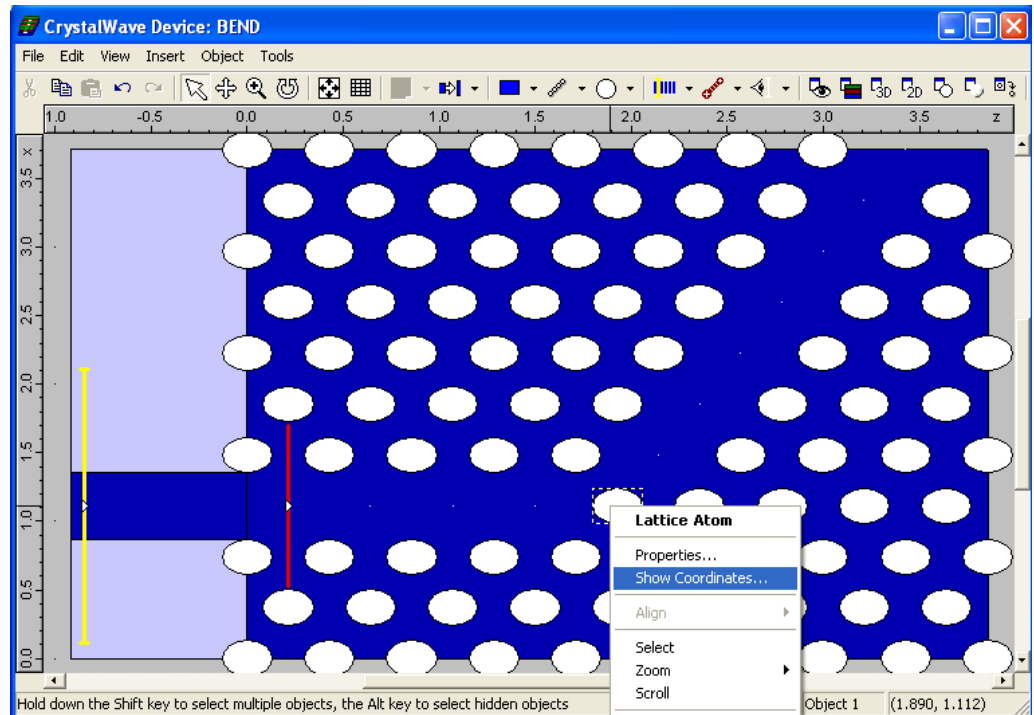 CrystalWave Device: BEND
File Edit View Insert Object Tools
3D 2D
1.0 -0.5 0.0 0.5 1.0 1.5 2.0 2.5 3.0 3.5 z
x
3.5
3.0
2.5
2.0
1.5
1.0
0.5
0.0
Lattice Atom
Properties...
Show Coordinates...
Align
Select
Zoom
Scroll
Hold down the Shift key to select multiple objects, the Alt key to select hidden objects
Object 1 (1.890, 1.112)